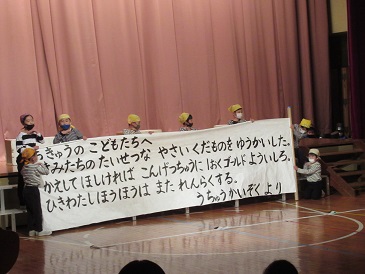 きゅうの こどもたちへ
きみたちの たいせつな やさい くだものを ゆうかいした。
かえして ほしければ こんげつちゅうに 1おくゴールド よういしろ。
ひきわたし ほうほうは また れんらくする。
うちゅうかいぞく より